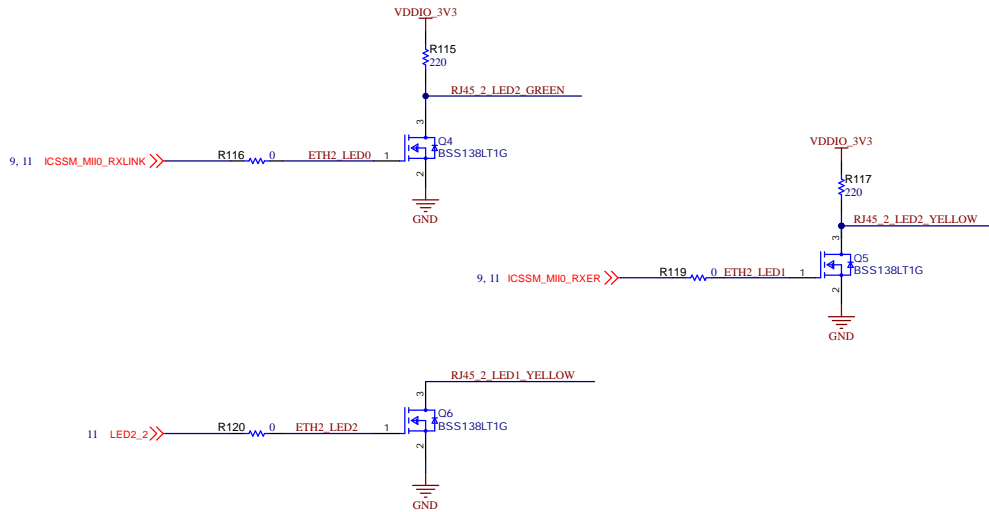 VDDIO_3V3
R115
220
RJ45_2_LED2_GREEN
3
Q4
BSS138LT1G
9, 11 ICSSM_MII0_RXLINK R116 0 ETH2_LED0 1
2
GND
VDDIO_3V3
R117
220
RJ45_2_LED2_YELLOW
3
Q5
BSS138LT1G
9, 11 ICSSM_MII0_RXER R119 0 ETH2_LED1 1
2
GND
RJ45_2_LED1_YELLOW
3
Q6
BSS138LT1G
11 LED2_2 R120 0 ETH2_LED2 1
2
GND